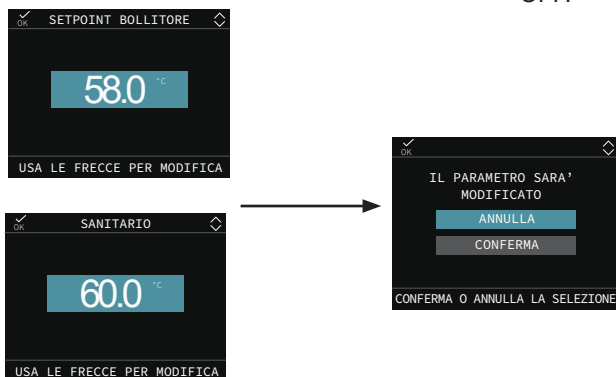 OK SETPOINT BOLLITORE
58.0 °C
USA LE FRECCE PER MODIFICA
OK SANITARIO
60.0 °C
USA LE FRECCE PER MODIFICA
OK
IL PARAMETRO SARA'
MODIFICATO
ANNULLA
CONFERMA
CONFERMA O ANNULLA LA SELEZIONE